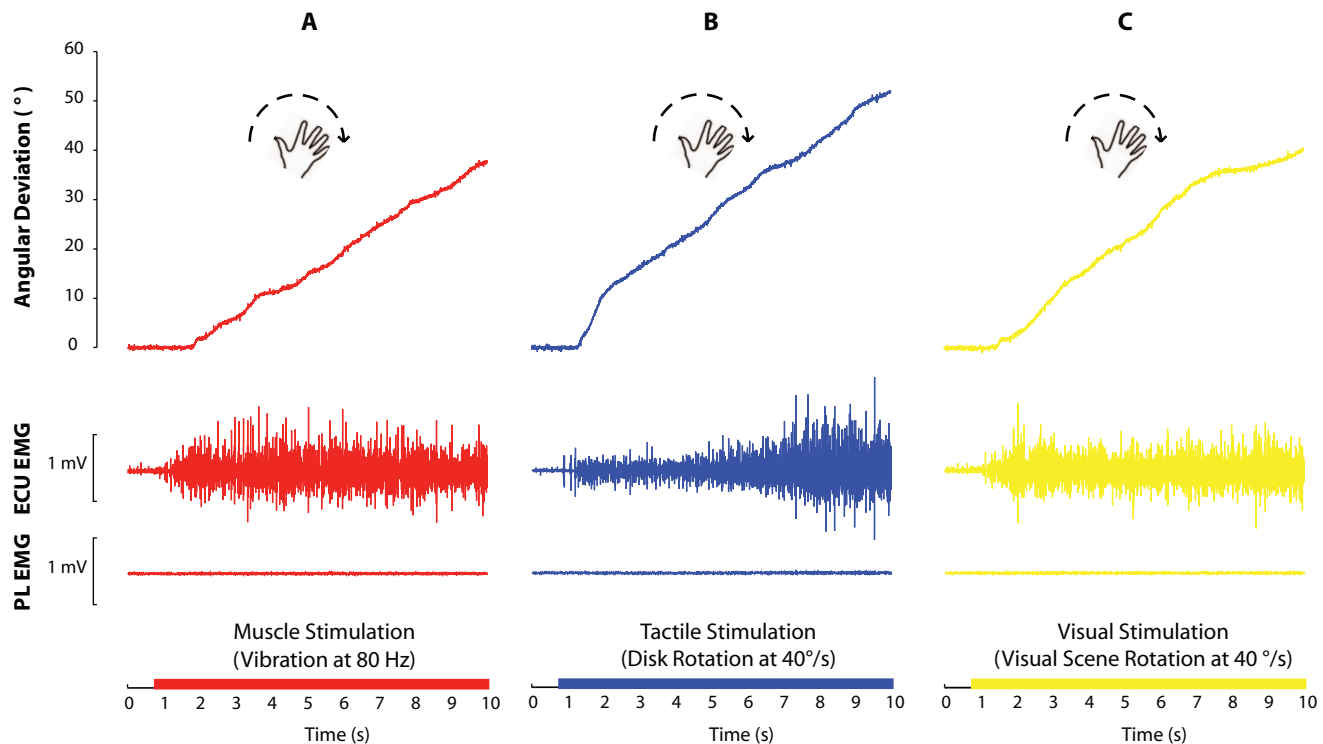 A B C
Angular Deviation ( ° )
60
50
40
30
20
10
0
ECU EMG
1 mV
PL EMG
1 mV
Muscle Stimulation
(Vibration at 80 Hz)
0 1 2 3 4 5 6 7 8 9 10
Time (s)
Tactile Stimulation
(Disk Rotation at 40°/s)
0 1 2 3 4 5 6 7 8 9 10
Time (s)
Visual Stimulation
(Visual Scene Rotation at 40 °/s)
0 1 2 3 4 5 6 7 8 9 10
Time (s)